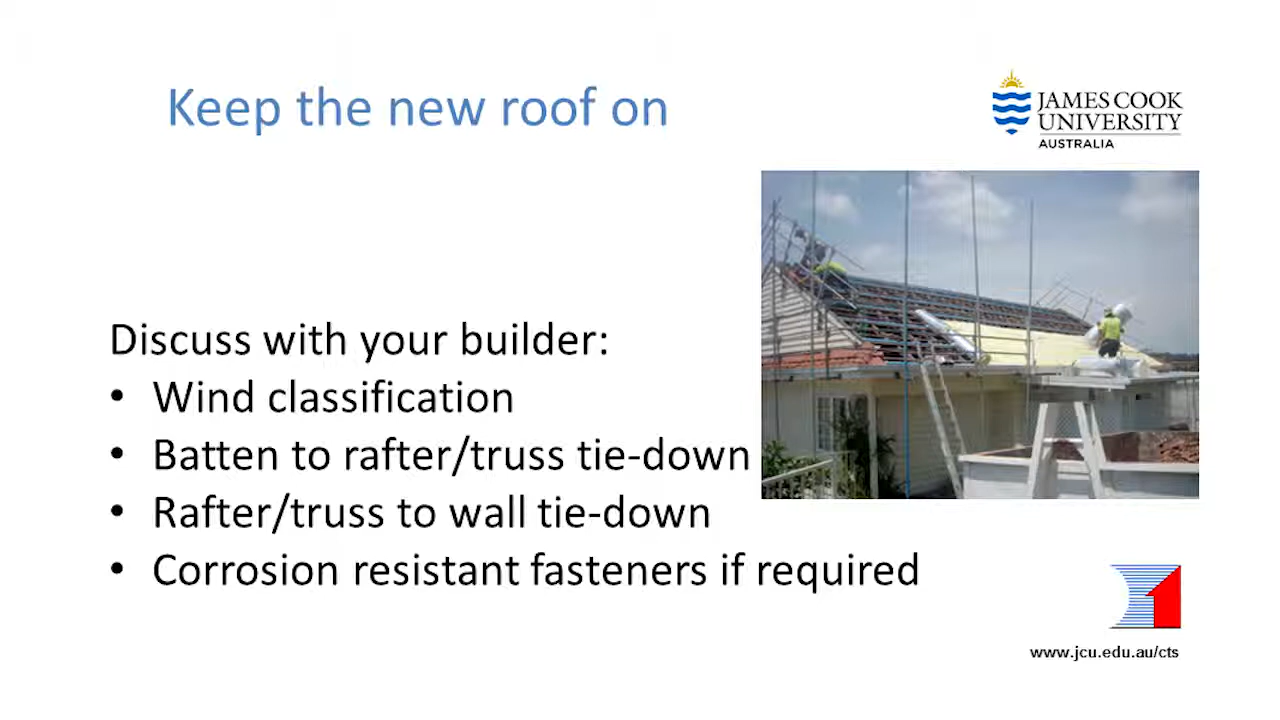 Keep the new roof on
JAMES COOK
UNIVERSITY
AUSTRALIA
Discuss with your builder:
• Wind classification
• Batten to rafter/truss tie-down
• Rafter/truss to wall tie-down
• Corrosion resistant fasteners if required
www.jcu.edu.au/cts